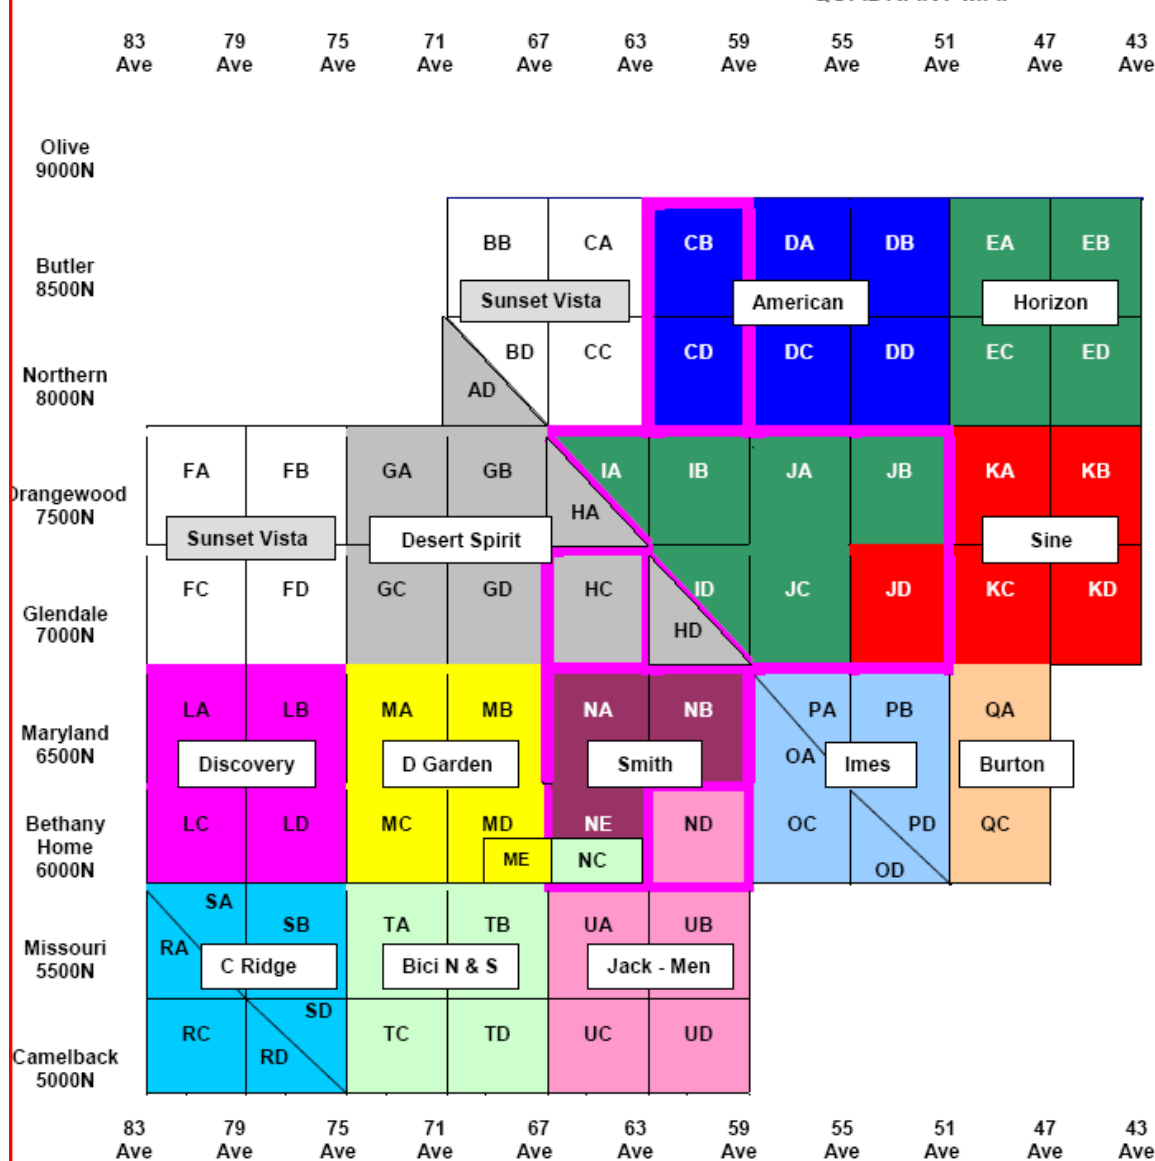 83 79 75 71 67 63 59 55 51 47 43
Ave Ave Ave Ave Ave Ave Ave Ave Ave Ave Ave
Olive
9000N
BB CA CB DA DB EA EB
Butler
8500N
Sunset Vista American Horizon
BD CC CD DC DD EC ED
Northern
8000N
AD
FA FB GA GB IA IB JA JB KA KB
Orangewood
7500N
HA
Sunset Vista Desert Spirit Sine
FC FD GC GD HC ID JC JD KC KD
Glendale
7000N
HD
LA LB MA MB NA NB PA PB QA
Maryland
6500N
OA
Discovery D Garden Smith Imes Burton
LC LD MC MD NE ND OC PD QC
Bethany
Home
6000N
ME NC OD
SA
SB TA TB UA UB
RA
Missouri
5500N
C Ridge Bici N & S Jack - Men
SD
RC TC TD UC UD
RD
Camelback
5000N
83 79 75 71 67 63 59 55 51 47 43
Ave Ave Ave Ave Ave Ave Ave Ave Ave Ave Ave